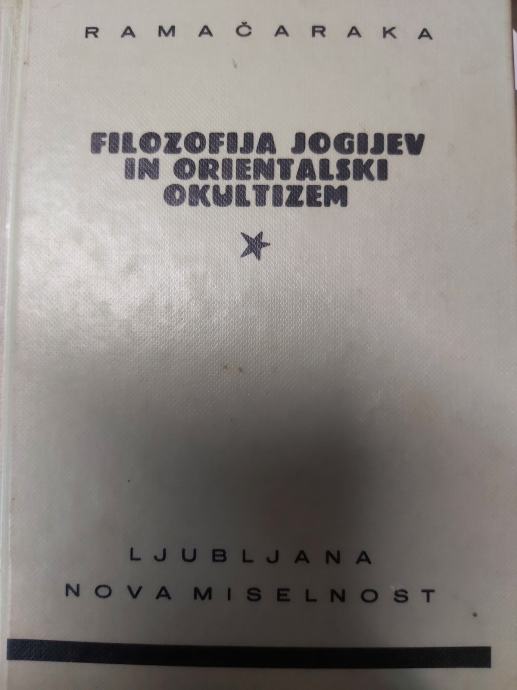 RAMAČARAKA
FILOZOFIJA JOGIJEV
IN ORIENTALSKI
OKULTIZEM
LJUBLJANA
NOVA MISELNOST